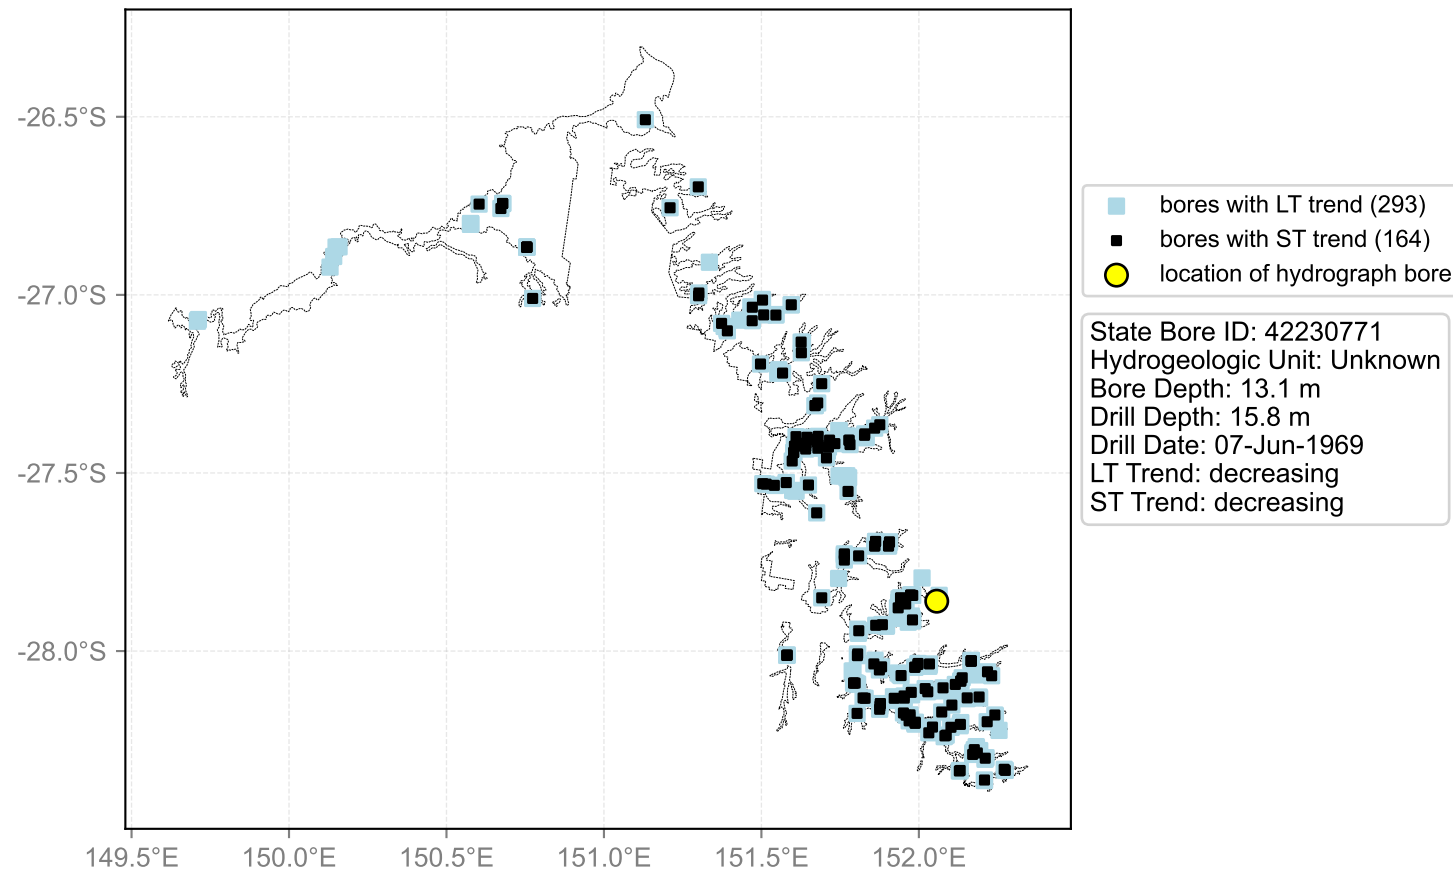 -26.5°S
-27.0°S
-27.5°S
-28.0°S
149.5°E
150.0°E
150.5°E
151.0°E
151.5°E
152.0°E
bores with LT trend (293)
bores with ST trend (164)
location of hydrograph bore
State Bore ID: 42230771
Hydrogeologic Unit: Unknown
Bore Depth: 13.1 m
Drill Depth: 15.8 m
Drill Date: 07-Jun-1969
LT Trend: decreasing
ST Trend: decreasing